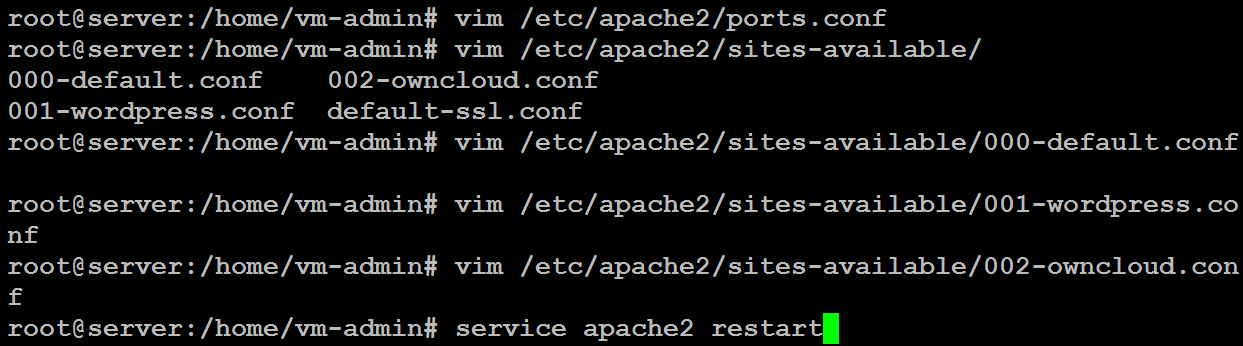 root@server:/home/vm-admin# vim /etc/apache2/ports.conf
root@server:/home/vm-admin# vim /etc/apache2/sites-available/
000-default.conf    002-owncloud.conf
001-wordpress.conf  default-ssl.conf
root@server:/home/vm-admin# vim /etc/apache2/sites-available/000-default.conf
root@server:/home/vm-admin# vim /etc/apache2/sites-available/001-wordpress.co
nf
root@server:/home/vm-admin# vim /etc/apache2/sites-available/002-owncloud.con
f
root@server:/home/vm-admin# service apache2 restart